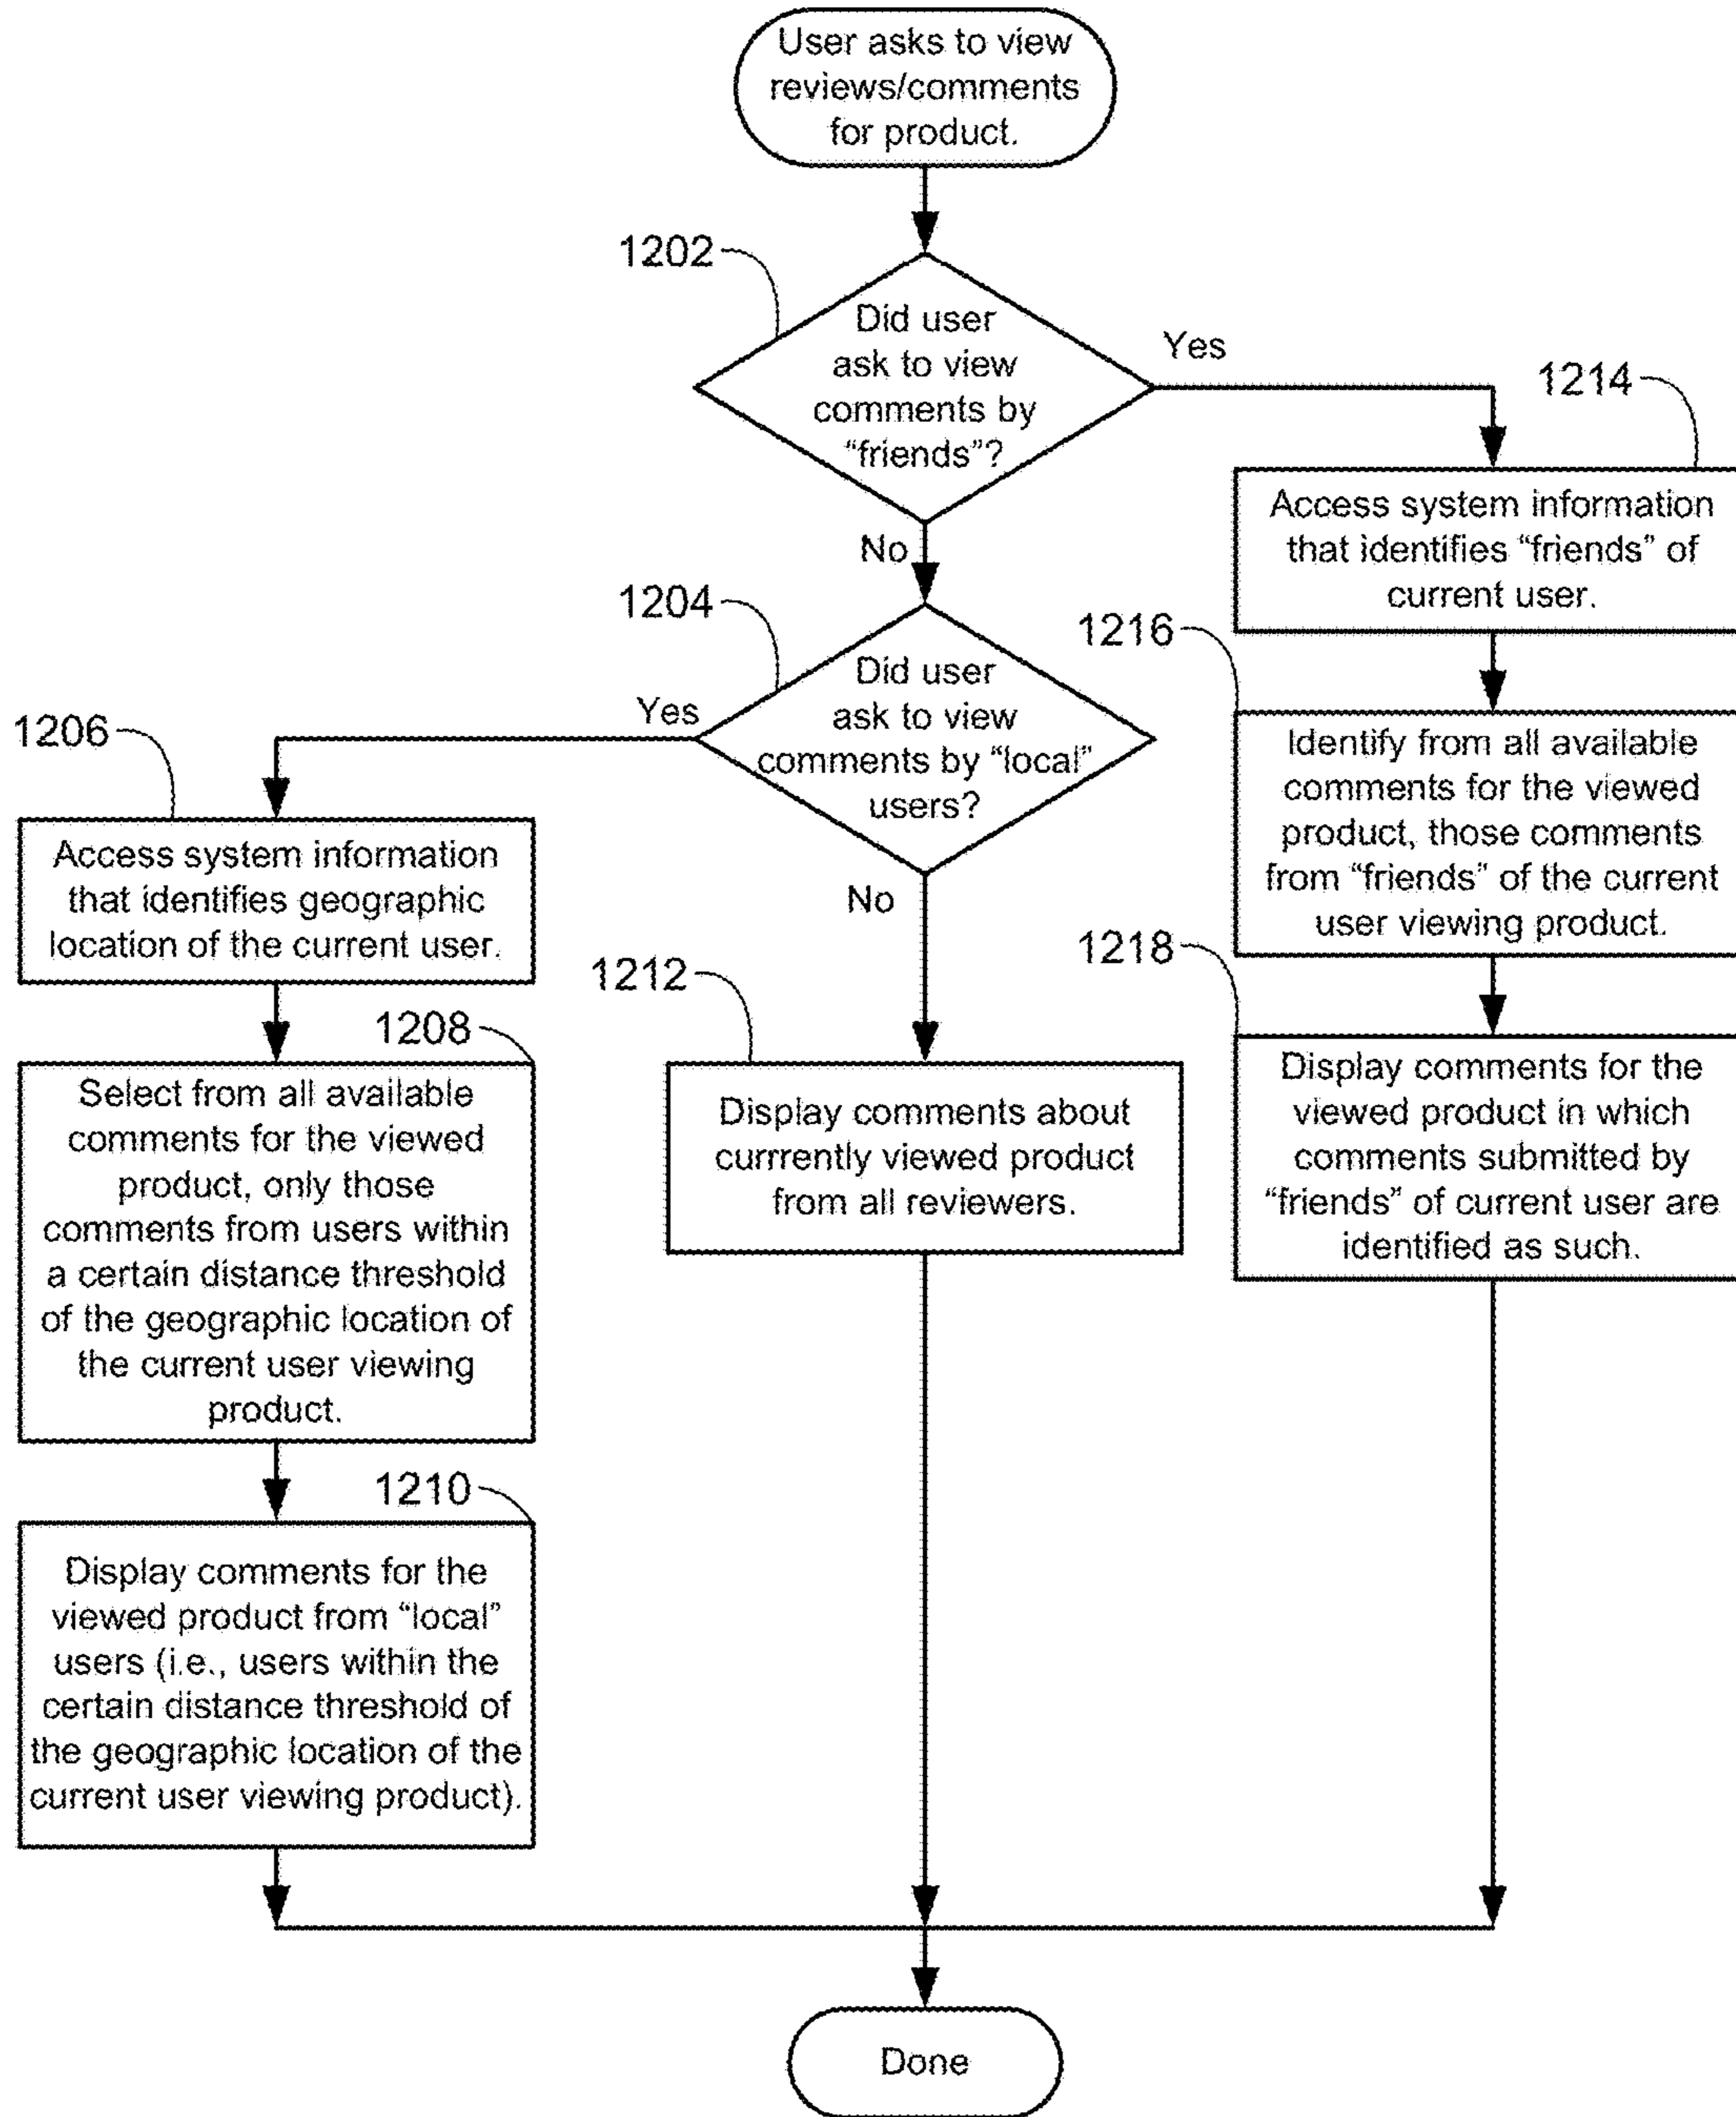 User asks to view
reviews/comments
for product.
1202
Did user
ask to view
comments by
“friends”?
Yes
No
1214
Access system information
that identifies “friends” of
current user.
1204
Did user
ask to view
comments by “local”
users?
Yes
No
1216
Identify from all available
comments for the viewed
product, those comments
from “friends” of the current
user viewing product.
1206
Access system information
that identifies geographic
location of the current user.
1218
Display comments for the
viewed product in which
comments submitted by
“friends” of current user are
identified as such.
1212
Display comments about
currrently viewed product
from all reviewers.
1208
Select from all available
comments for the viewed
product, only those
comments from users within
a certain distance threshold
of the geographic location of
the current user viewing
product.
1210
Display comments for the
viewed product from “local”
users (i.e., users within the
certain distance threshold of
the geographic location of the
current user viewing product).
Done